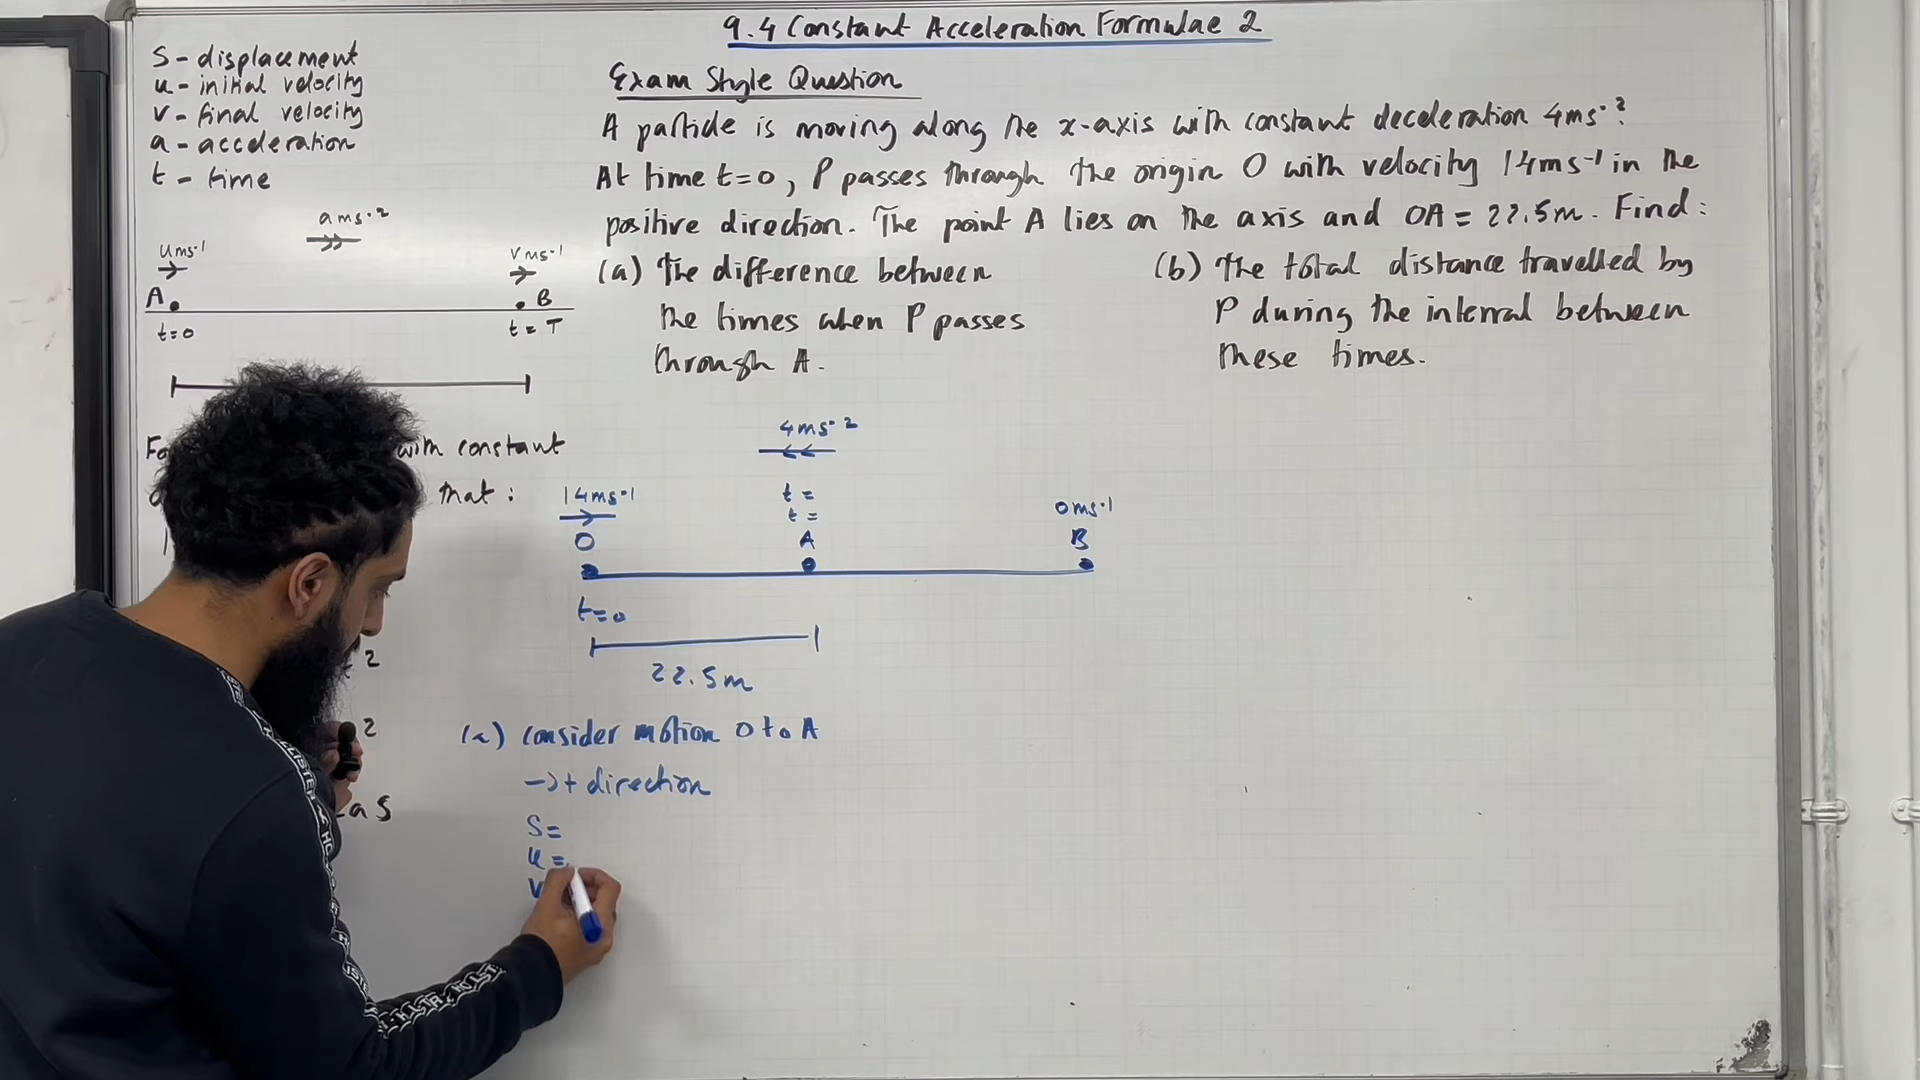 9.4 Constant Acceleration Formulae 2
S - displacement
u - initial velocity
v - final velocity
a - acceleration
t - time
a ms-2
u ms-1
v ms-1
A
B
t=0
t = T
with constant
that :
2
2
as
Exam Style Question
A particle is moving along the x-axis with constant deceleration 4ms-2.
At time t=0, P passes through the origin O with velocity 14ms-1 in the
positive direction. The point A lies on the axis and OA = 22.5m. Find:
(a) The difference between
the times when P passes
through A.
(b) The total distance travelled by
P during the interval between
these times.
4ms-2
14ms-1
t =
t =
0ms-1
O
A
B
t=0
22.5m
(a) consider motion O to A
→+ direction
S=
u=
v